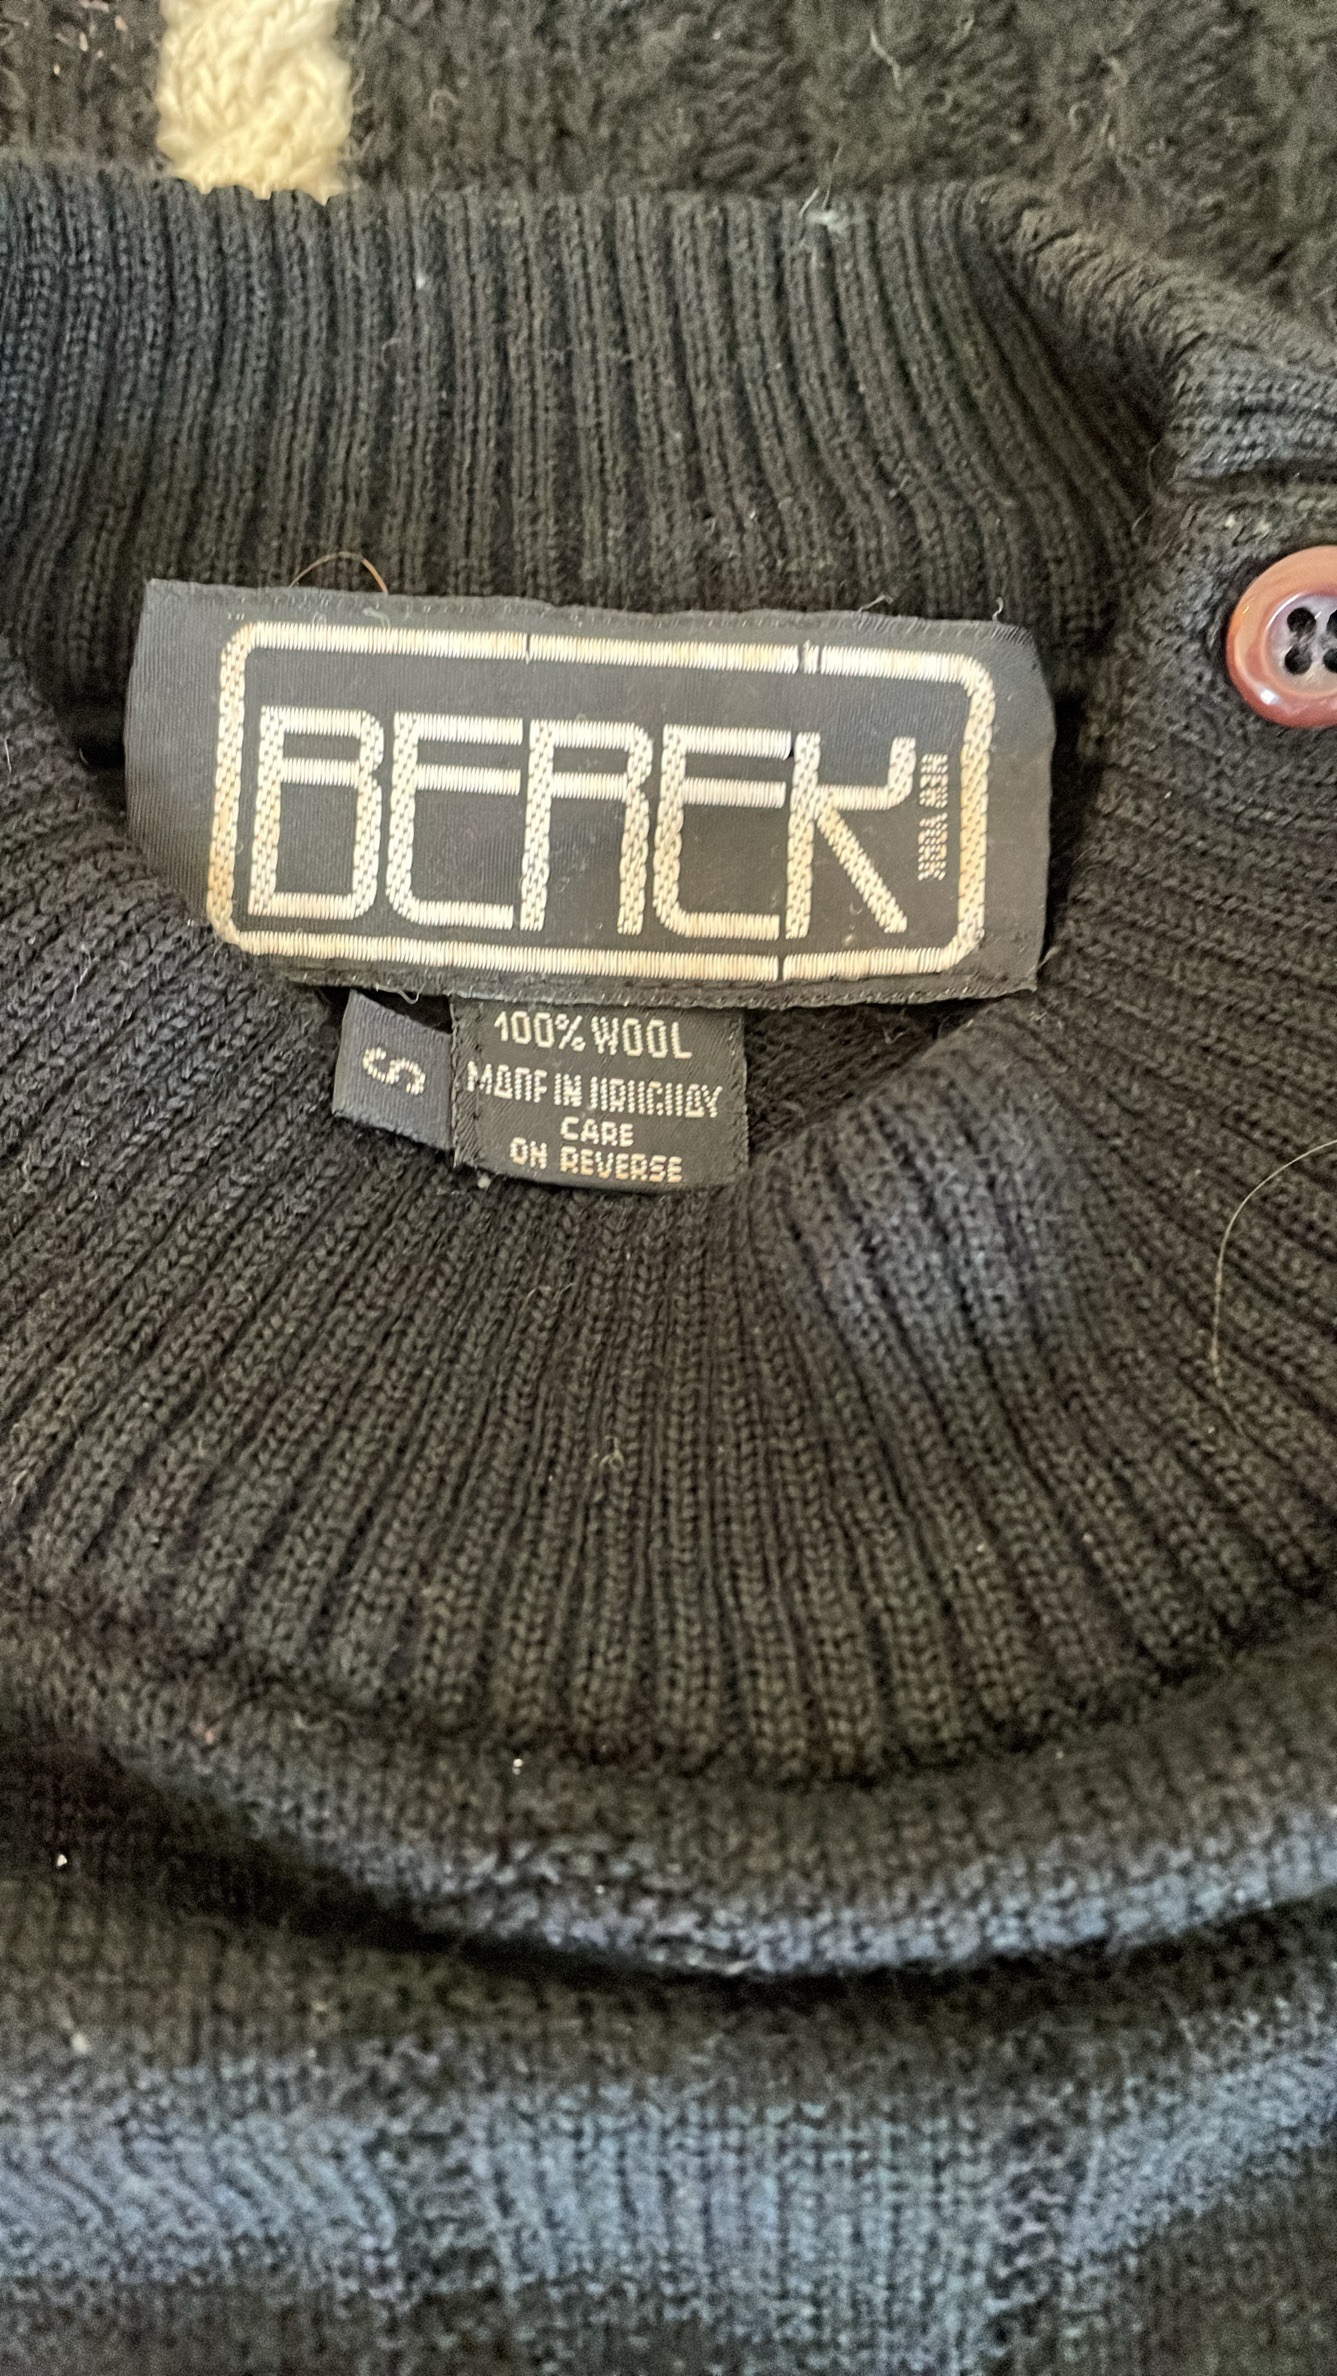 BEREK
NEW YORK
S
100% WOOL
MADE IN URUGUAY
CARE
ON REVERSE